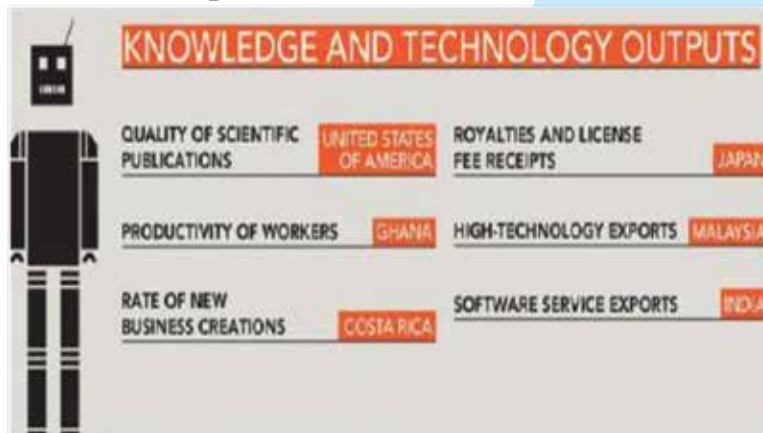 KNOWLEDGE AND TECHNOLOGY OUTPUTS
QUALITY OF SCIENTIFIC
PUBLICATIONS
UNITED STATES
OF AMERICA
PRODUCTIVITY OF WORKERS
GHANA
RATE OF NEW
BUSINESS CREATIONS
COSTA RICA
ROYALTIES AND LICENSE
FEE RECEIPTS
JAPAN
HIGH-TECHNOLOGY EXPORTS
MALAYSIA
SOFTWARE SERVICE EXPORTS
INDIA